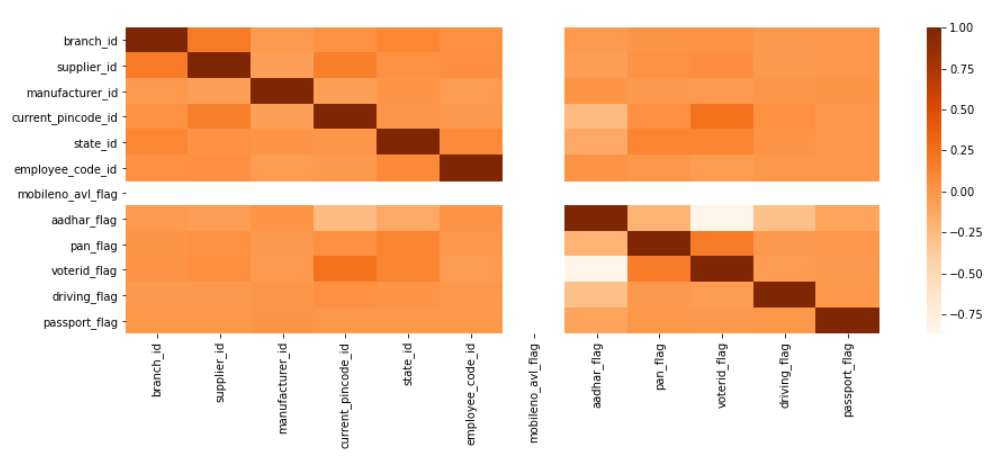 branch_id
supplier_id
manufacturer_id
current_pincode_id
state_id
employee_code_id
mobileno_avl_flag
aadhar_flag
pan_flag
voterid_flag
driving_flag
passport_flag
branch_id
supplier_id
manufacturer_id
current_pincode_id
state_id
employee_code_id
mobileno_avl_flag
aadhar_flag
pan_flag
voterid_flag
driving_flag
passport_flag
1.00
0.75
0.50
0.25
0.00
−0.25
−0.50
−0.75